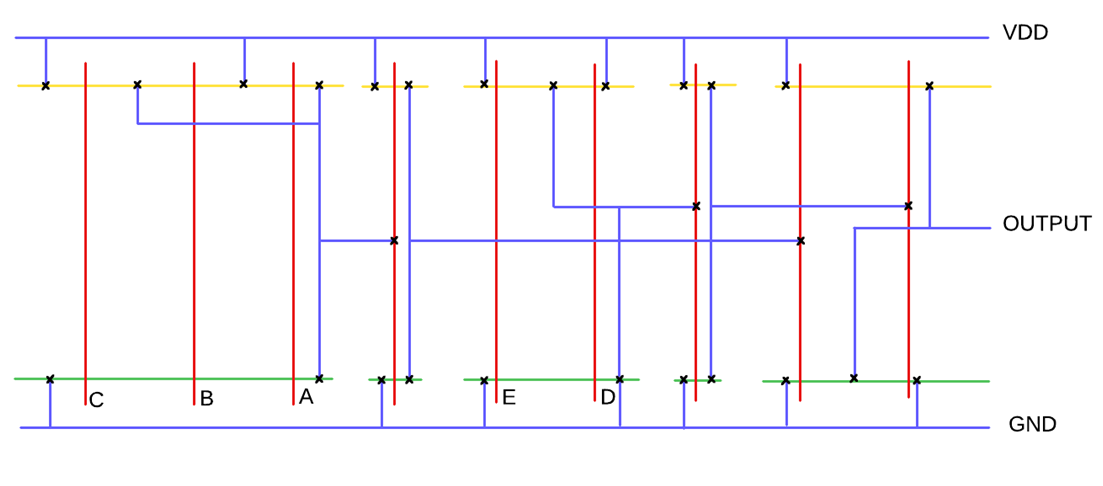 VDD
OUTPUT
C B A E D
GND